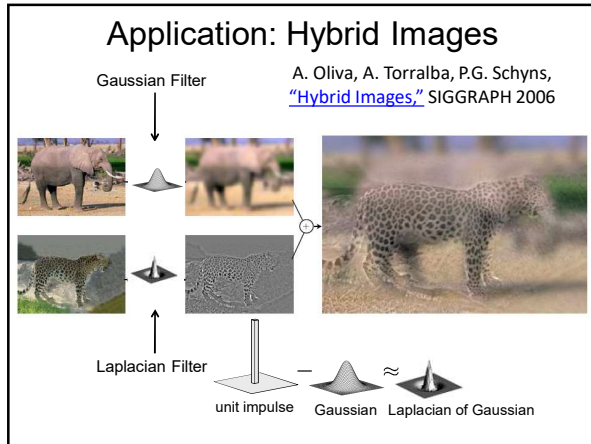 Application: Hybrid Images
Gaussian Filter
A. Oliva, A. Torralba, P.G. Schyns,
“Hybrid Images,” SIGGRAPH 2006
+
Laplacian Filter
− ≈
unit impulse Gaussian Laplacian of Gaussian